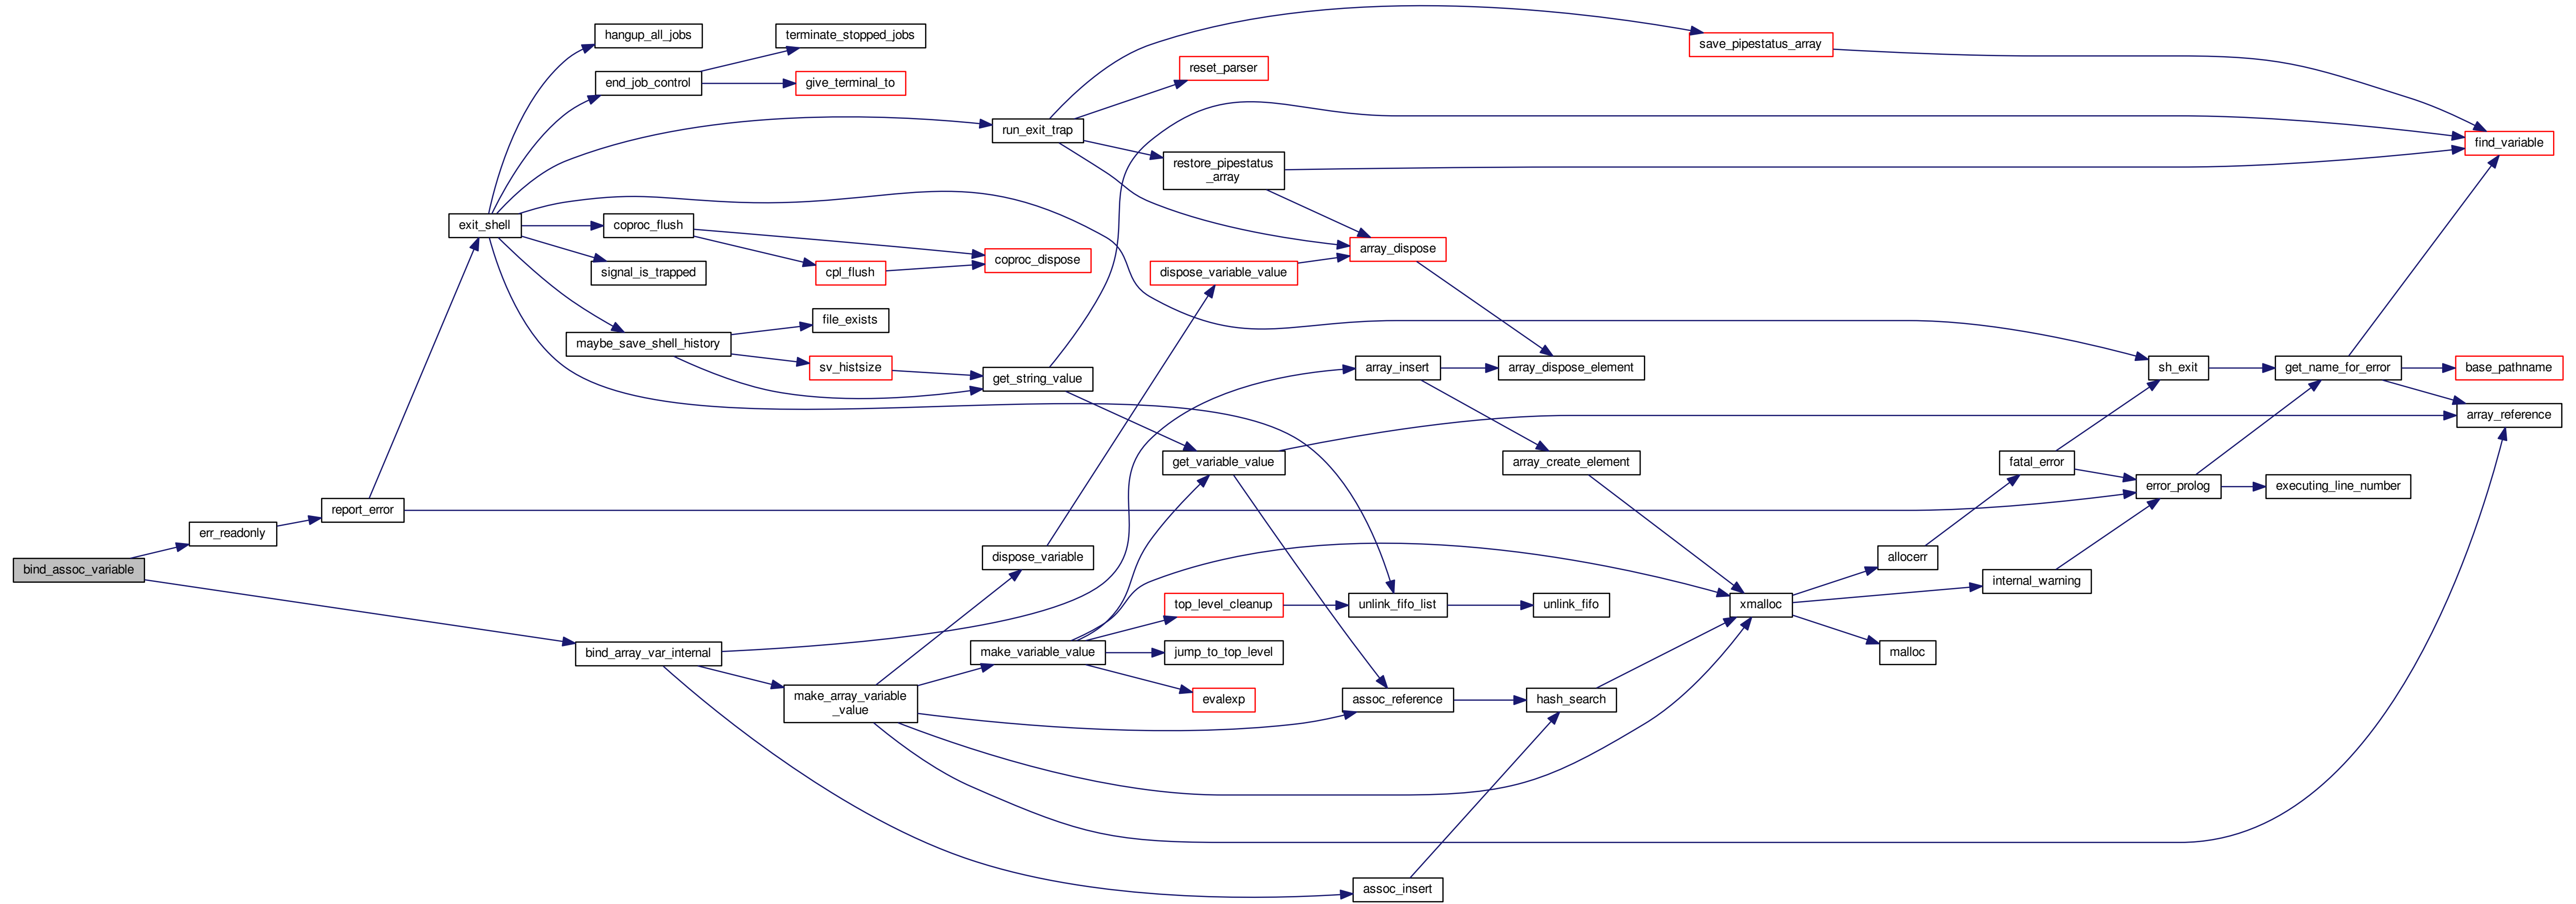 hangup_all_jobs
terminate_stopped_jobs
save_pipestatus_array
reset_parser
end_job_control
give_terminal_to
run_exit_trap
find_variable
restore_pipestatus
_array
exit_shell
coproc_flush
array_dispose
coproc_dispose
signal_is_trapped
cpl_flush
dispose_variable_value
file_exists
maybe_save_shell_history
sv_histsize
get_string_value
array_insert
array_dispose_element
sh_exit
get_name_for_error
base_pathname
array_reference
get_variable_value
array_create_element
fatal_error
error_prolog
executing_line_number
report_error
err_readonly
dispose_variable
allocerr
bind_assoc_variable
internal_warning
top_level_cleanup
unlink_fifo_list
unlink_fifo
xmalloc
bind_array_var_internal
make_variable_value
jump_to_top_level
malloc
make_array_variable
_value
evalexp
assoc_reference
hash_search
assoc_insert